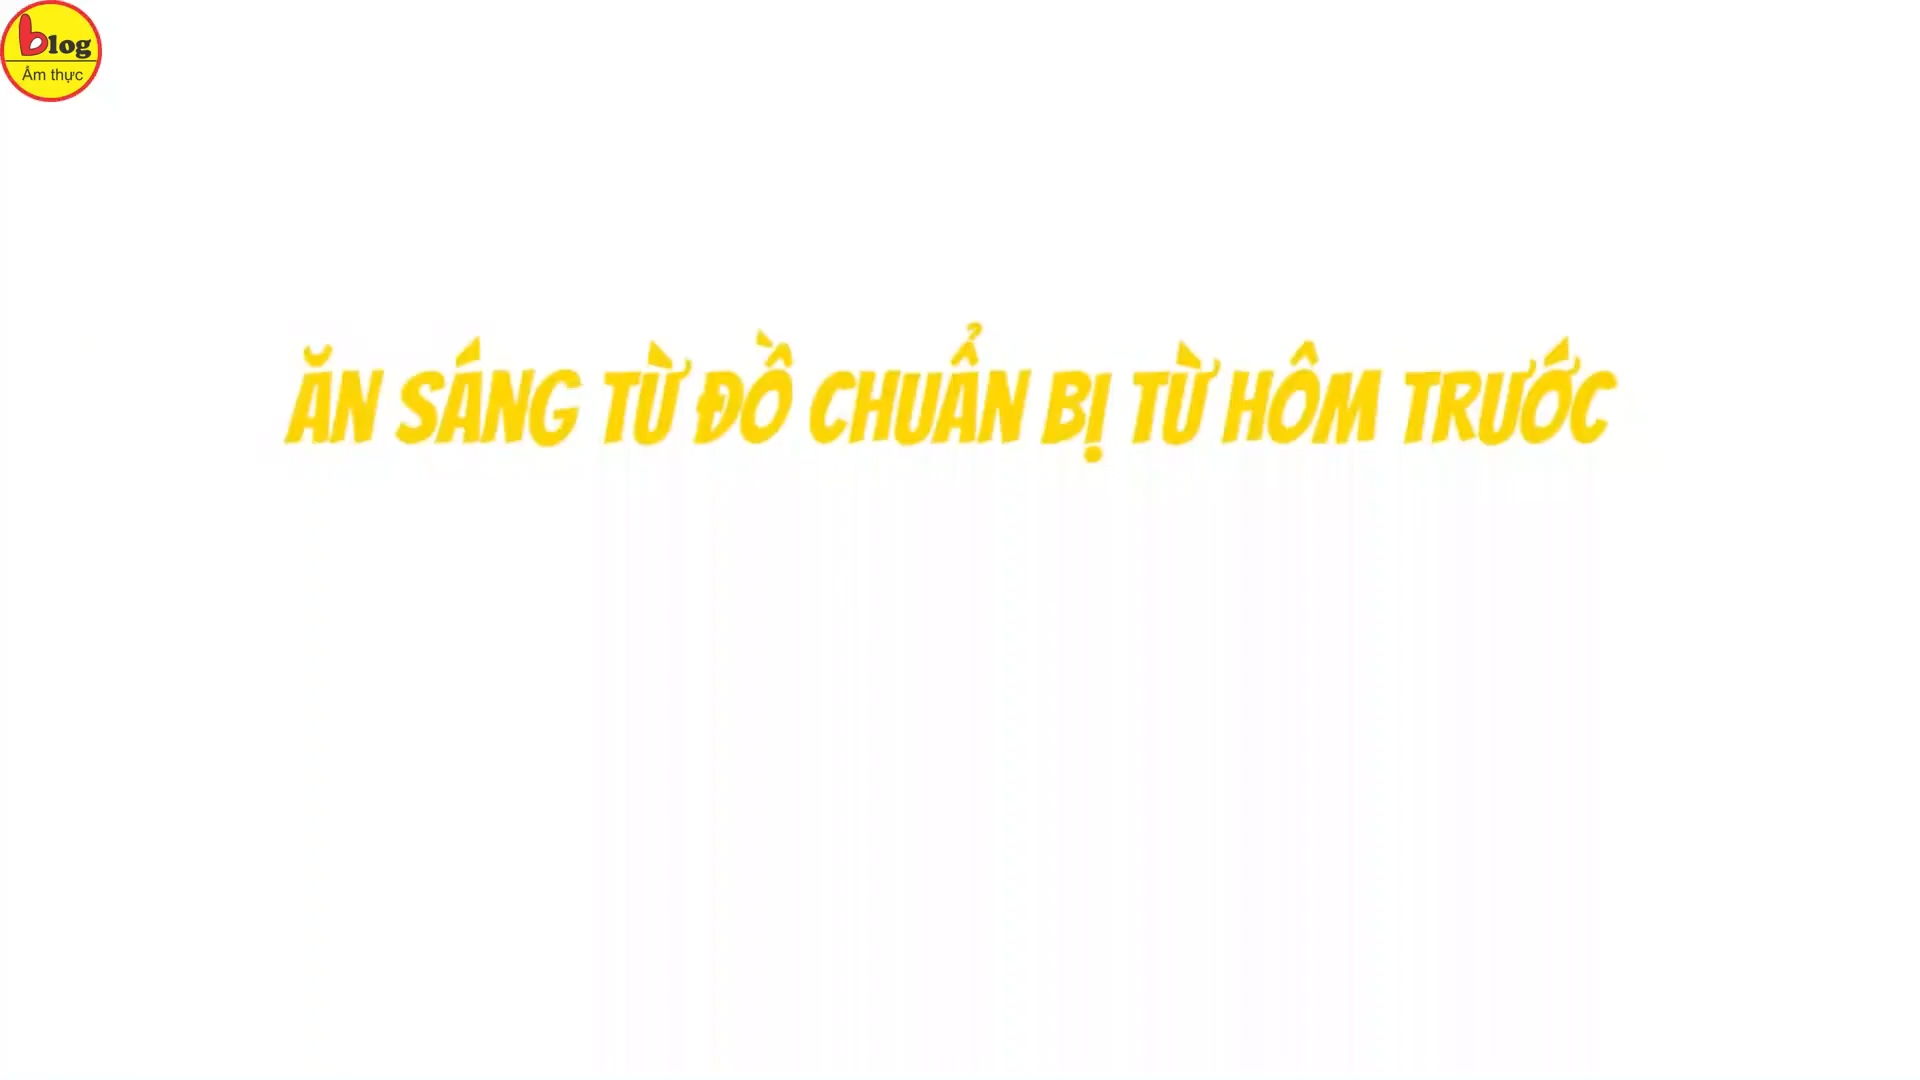 blog
Ẩm thực
ĂN SÁNG TỪ ĐỒ CHUẨN BỊ TỪ HÔM TRƯỚC